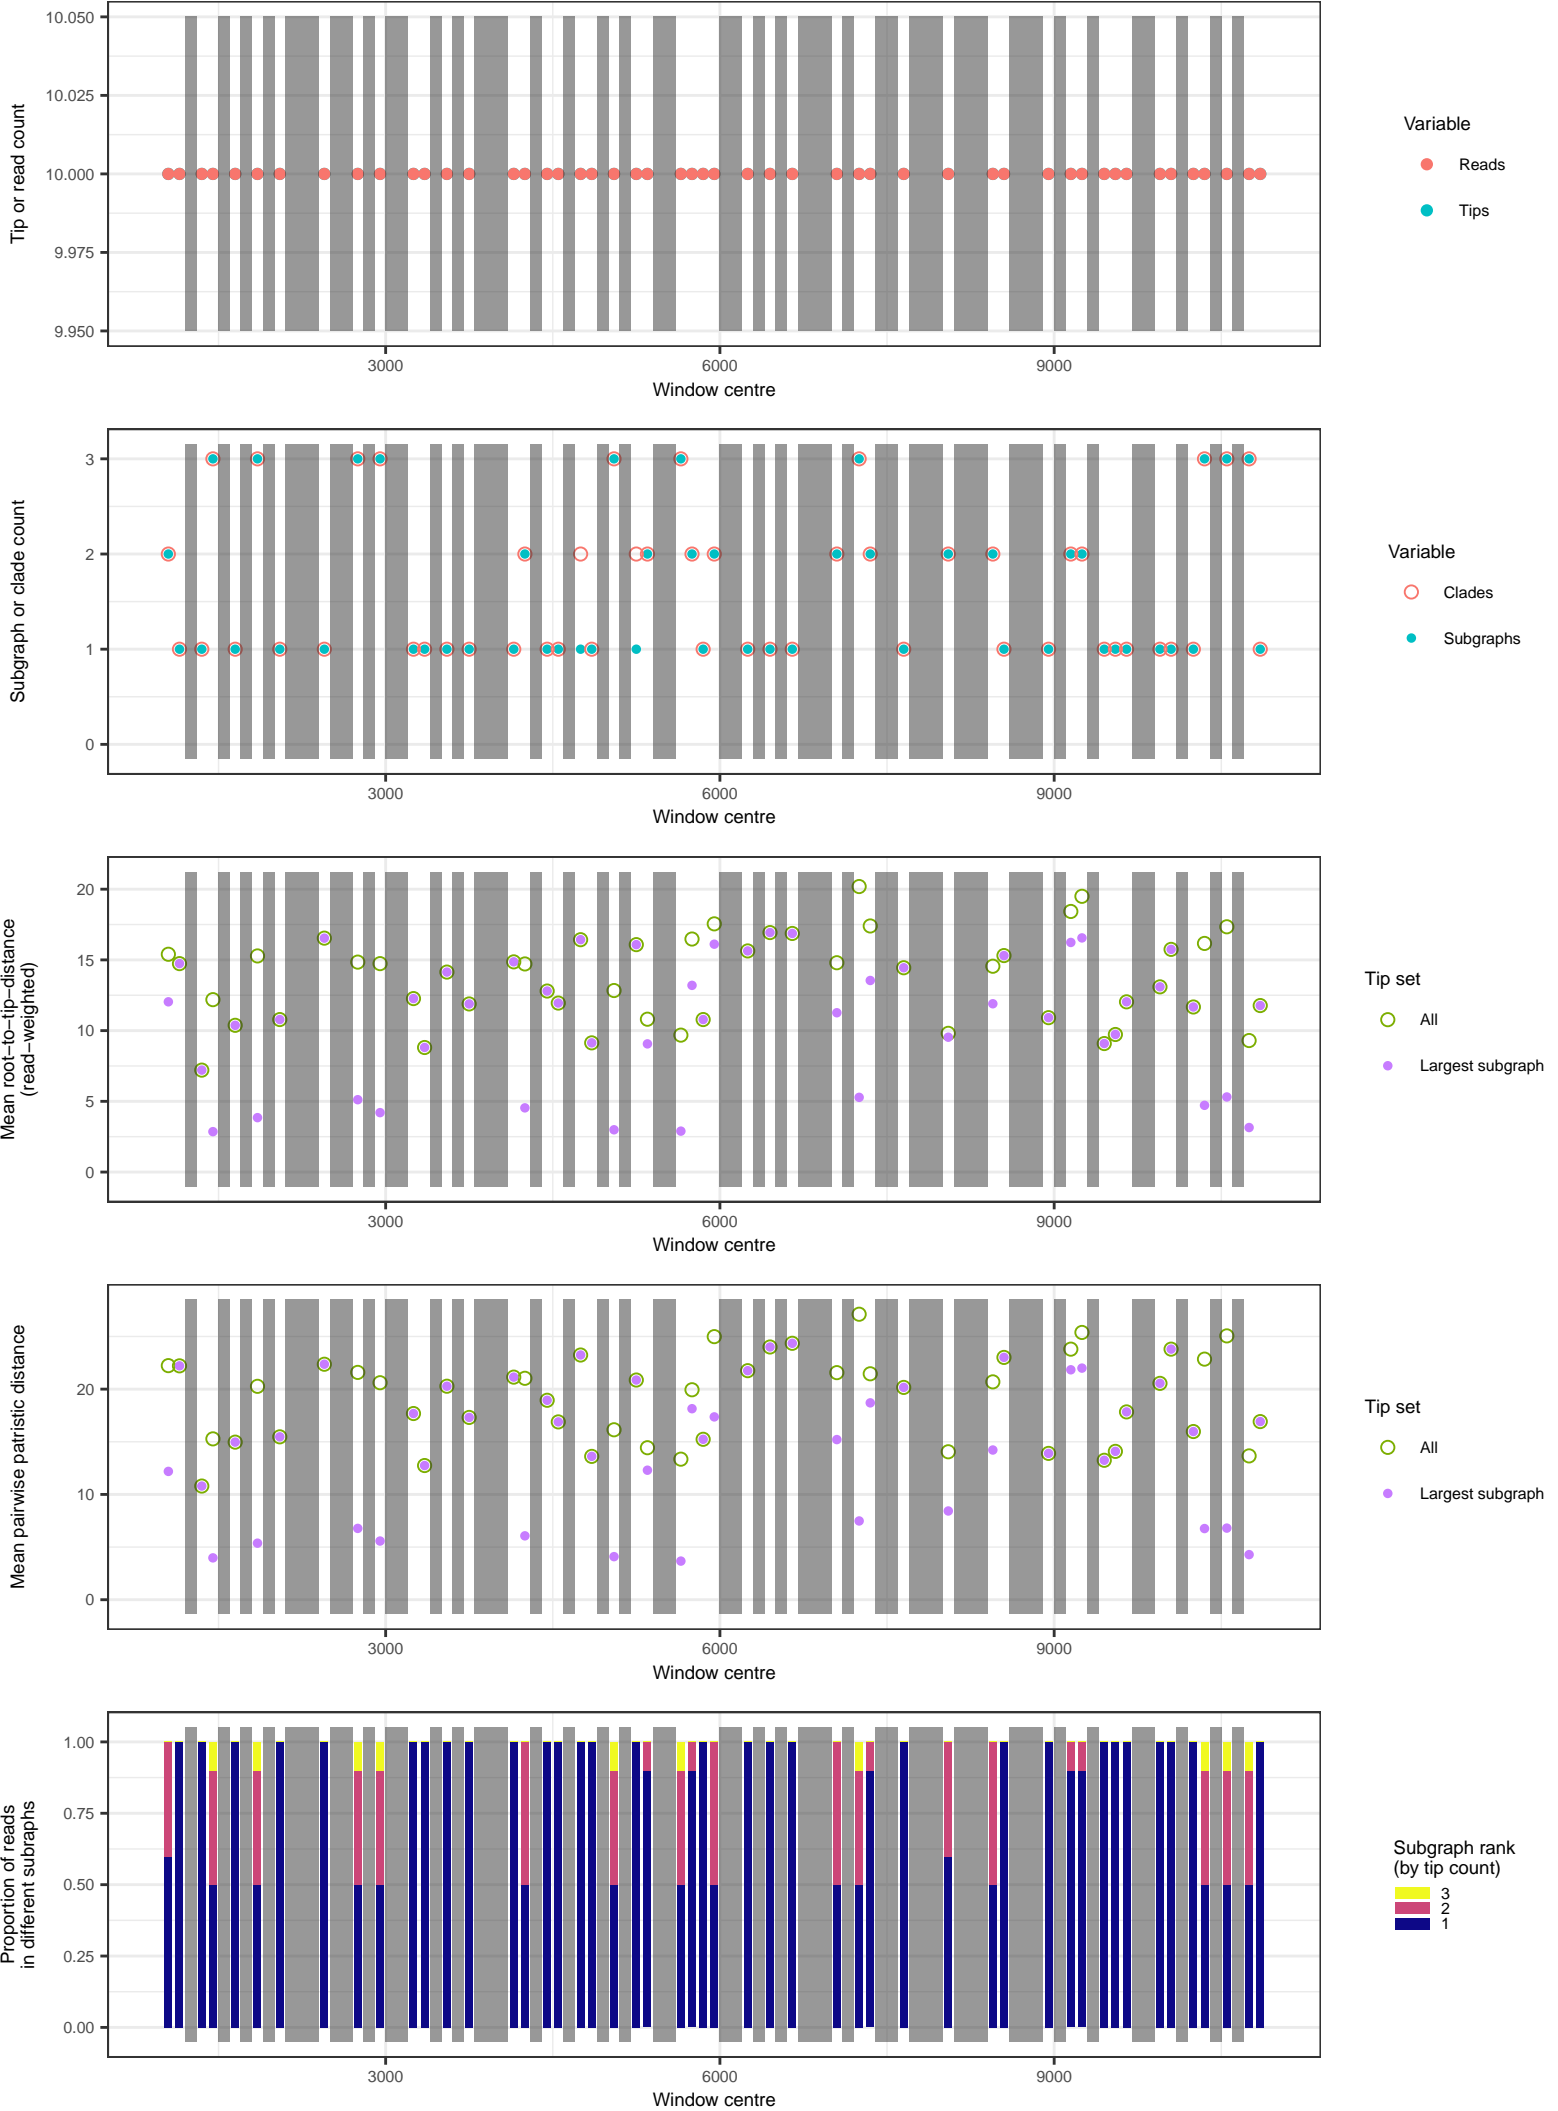 10.050
10.025
10.000
9.975
9.950
Tip or read count
3000 6000 9000
Window centre
Variable
Reads
Tips
3
2
1
0
Subgraph or clade count
3000 6000 9000
Window centre
Variable
Clades
Subgraphs
20
15
10
5
0
Mean root−to−tip−distance
(read−weighted)
3000 6000 9000
Window centre
Tip set
All
Largest subgraph
20
10
0
Mean pairwise patristic distance
3000 6000 9000
Window centre
Tip set
All
Largest subgraph
1.00
0.75
0.50
0.25
0.00
Proportion of reads
in different subraphs
3000 6000 9000
Window centre
Subgraph rank
(by tip count)
3
2
1